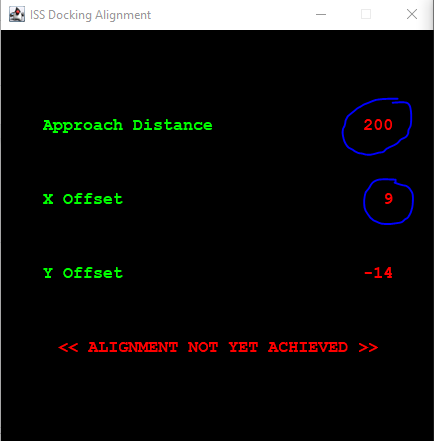 ISS Docking Alignment
Approach Distance 200
X Offset 9
Y Offset -14
<< ALIGNMENT NOT YET ACHIEVED >>